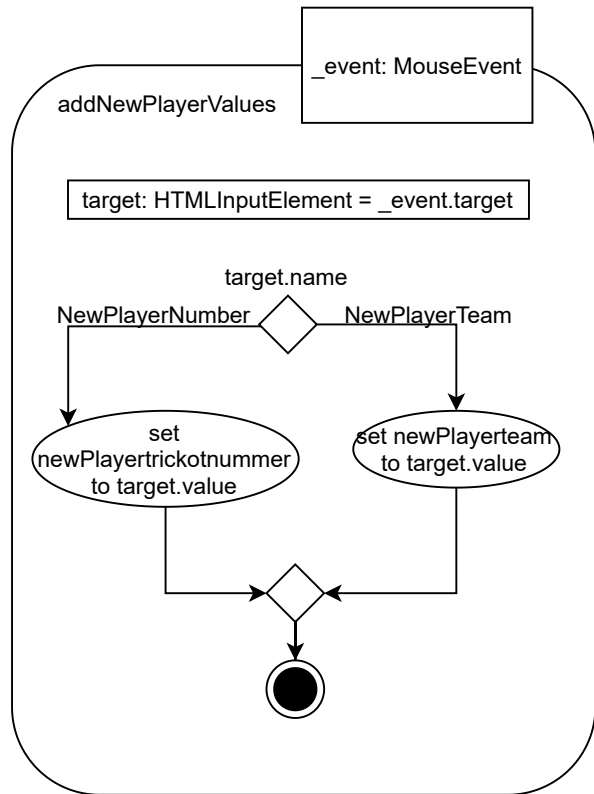 _event: MouseEvent
addNewPlayerValues
target: HTMLInputElement = _event.target
target.name
NewPlayerNumber
NewPlayerTeam
set
newPlayertrickotnummer
to target.value
set newPlayerteam
to target.value